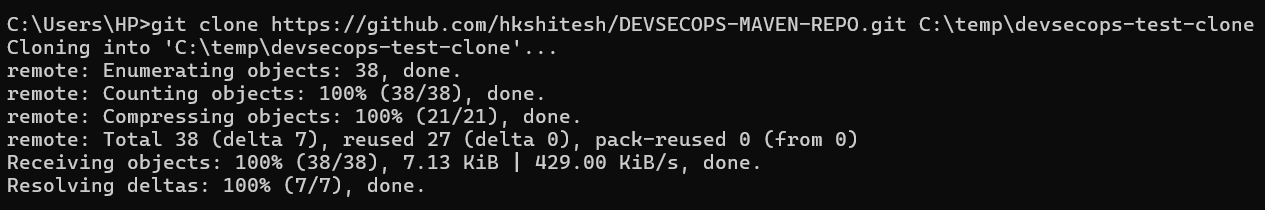 C:\Users\HP>git clone https://github.com/hkshitesh/DEVSECOPS-MAVEN-REPO.git C:\temp\devsecops-test-clone
Cloning into 'C:\temp\devsecops-test-clone'...
remote: Enumerating objects: 38, done.
remote: Counting objects: 100% (38/38), done.
remote: Compressing objects: 100% (21/21), done.
remote: Total 38 (delta 7), reused 27 (delta 0), pack-reused 0 (from 0)
Receiving objects: 100% (38/38), 7.13 KiB | 429.00 KiB/s, done.
Resolving deltas: 100% (7/7), done.